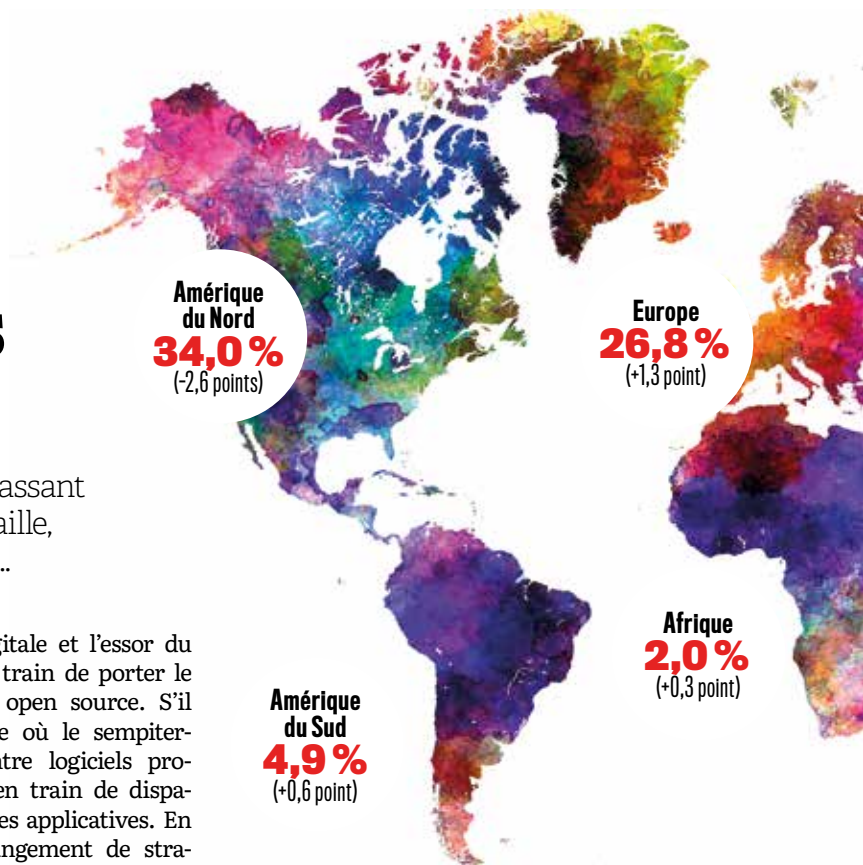 s
assant
aille,
...
gitale et l'essor du
train de porter le
open source. S'il
e où le sempiter-
ntre logiciels pro-
en train de dispa-
es applicatives. En
angement de stra-
Amérique
du Nord
34,0 %
(-2,6 points)
Europe
26,8 %
(+1,3 point)
Afrique
2,0 %
(+0,3 point)
Amérique
du Sud
4,9 %
(+0,6 point)